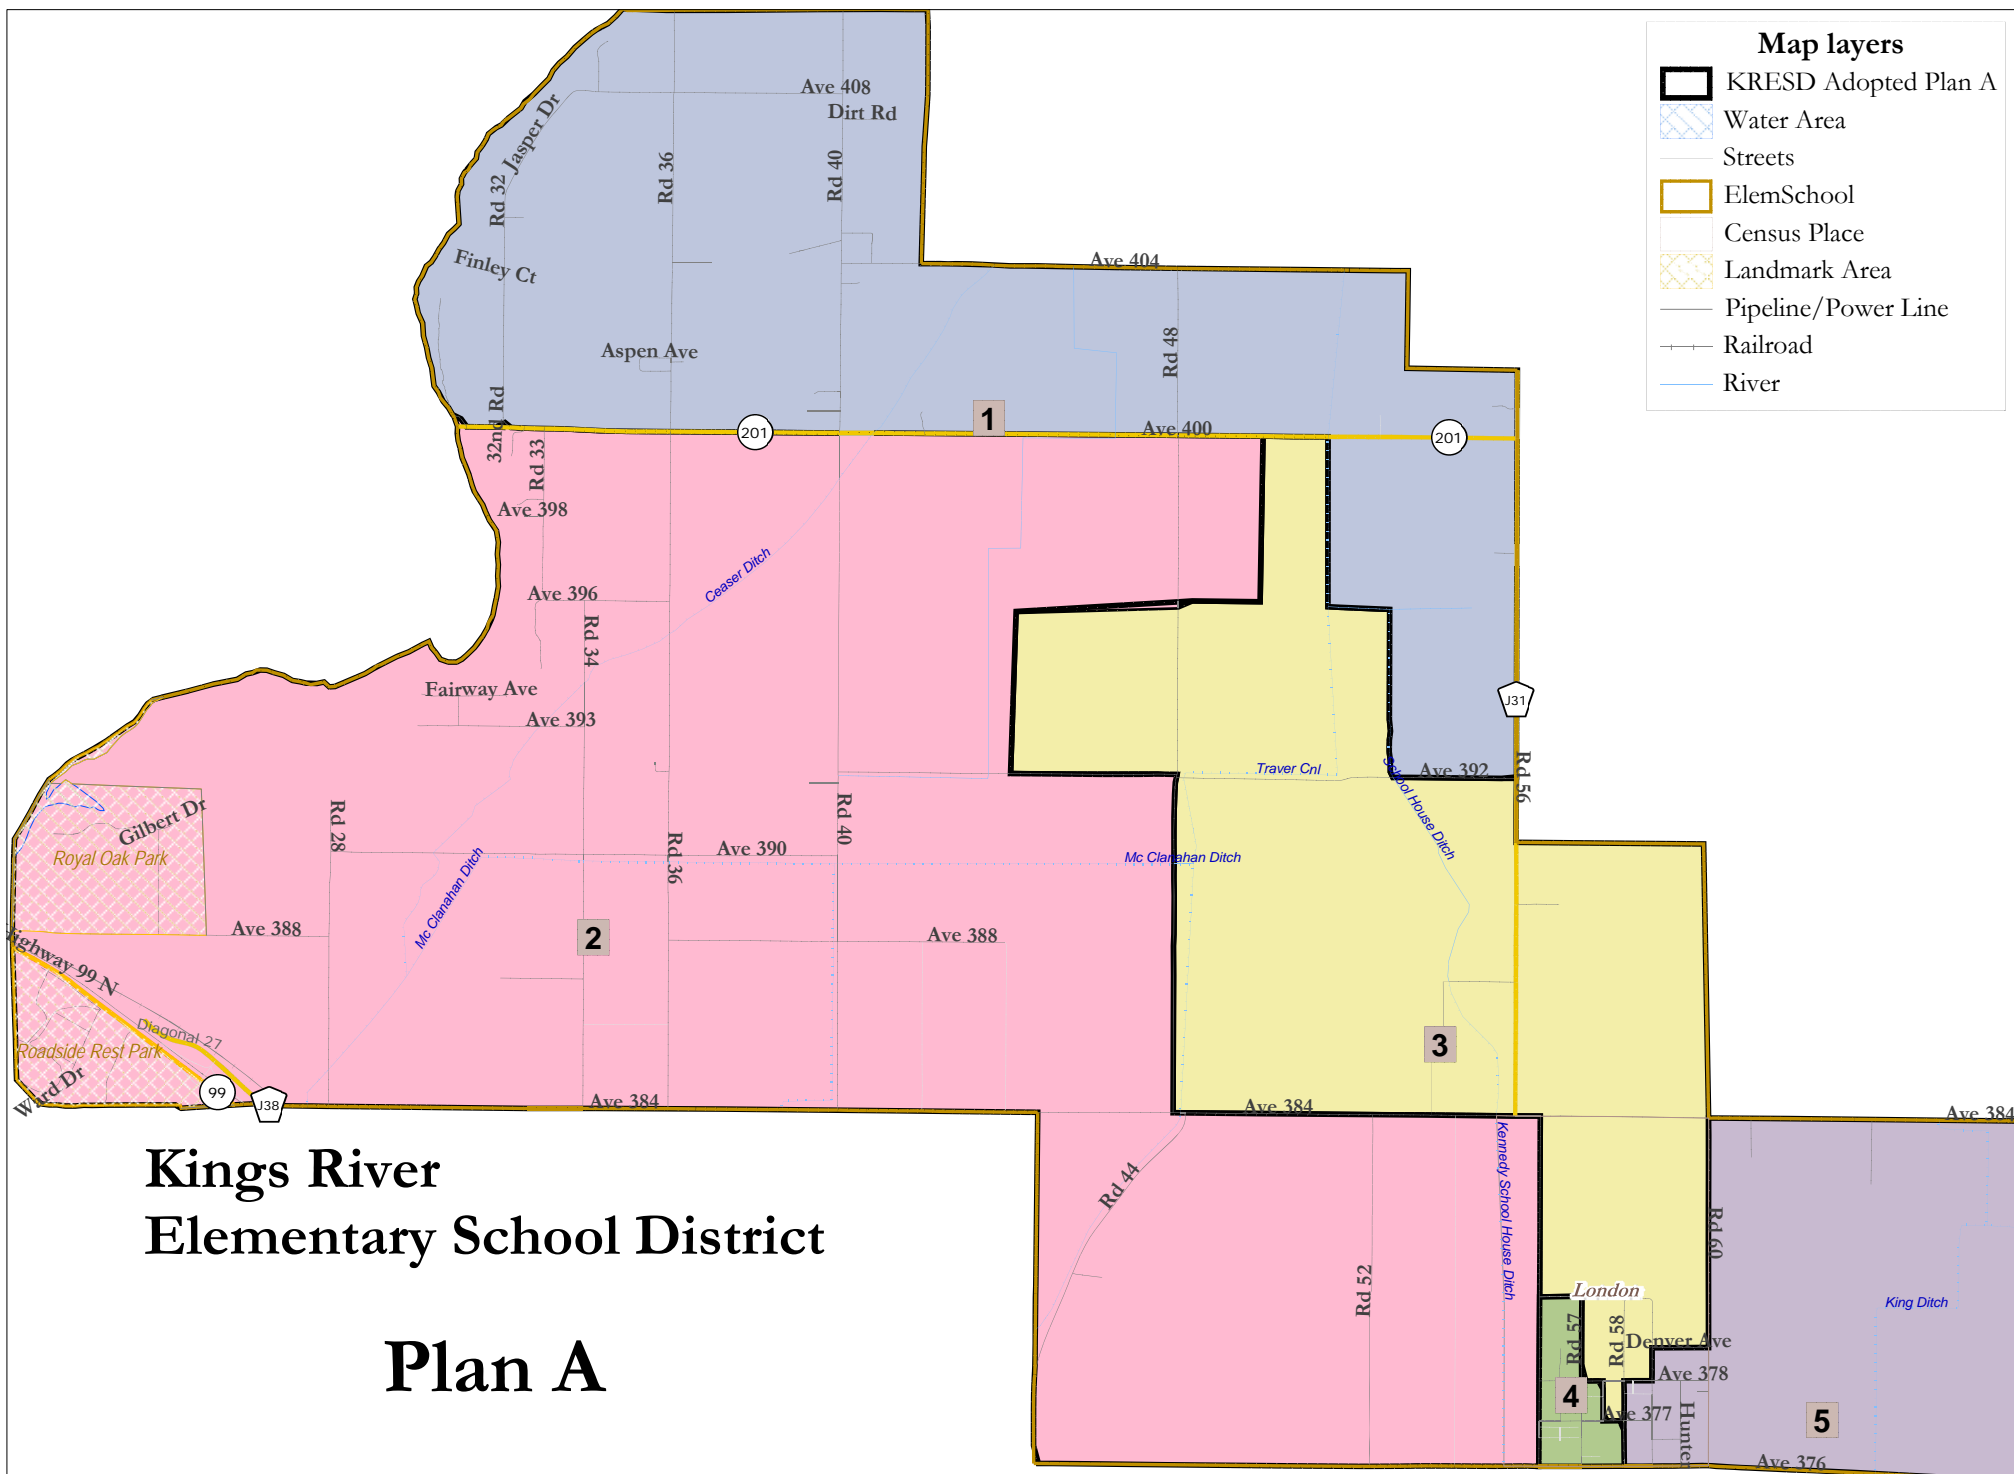 Map layers
KRESD Adopted Plan A
Water Area
Streets
ElemSchool
Census Place
Landmark Area
Pipeline/Power Line
Railroad
River
Ave 408
Dirt Rd
Jasper Dr
Rd 32
Rd 36
Rd 40
Finley Ct
Ave 404
Aspen Ave
Rd 48
32nd Rd
201
1
Ave 400
201
Rd 33
Ave 398
Ceaser Ditch
Ave 396
Rd 34
Fairway Ave
Ave 393
J31
Rd 56
Traver Cnl
School House Ditch
Ave 392
Gilbert Dr
Royal Oak Park
Rd 28
Rd 40
Rd 36
Ave 390
Mc Clanahan Ditch
Mc Clanahan Ditch
Ave 388
2
Ave 388
Highway 99 N
Diagonal 27
Roadside Rest Park
Ward Dr
99
J38
3
Ave 384
Ave 384
Ave 384
Kings River
Elementary School District
Plan A
Rd 44
Rd 52
Kennedy School House Ditch
Rd 60
London
King Ditch
Rd 57
Rd 58
Denver Ave
Ave 378
4
Ave 377
Hunter
5
Ave 376